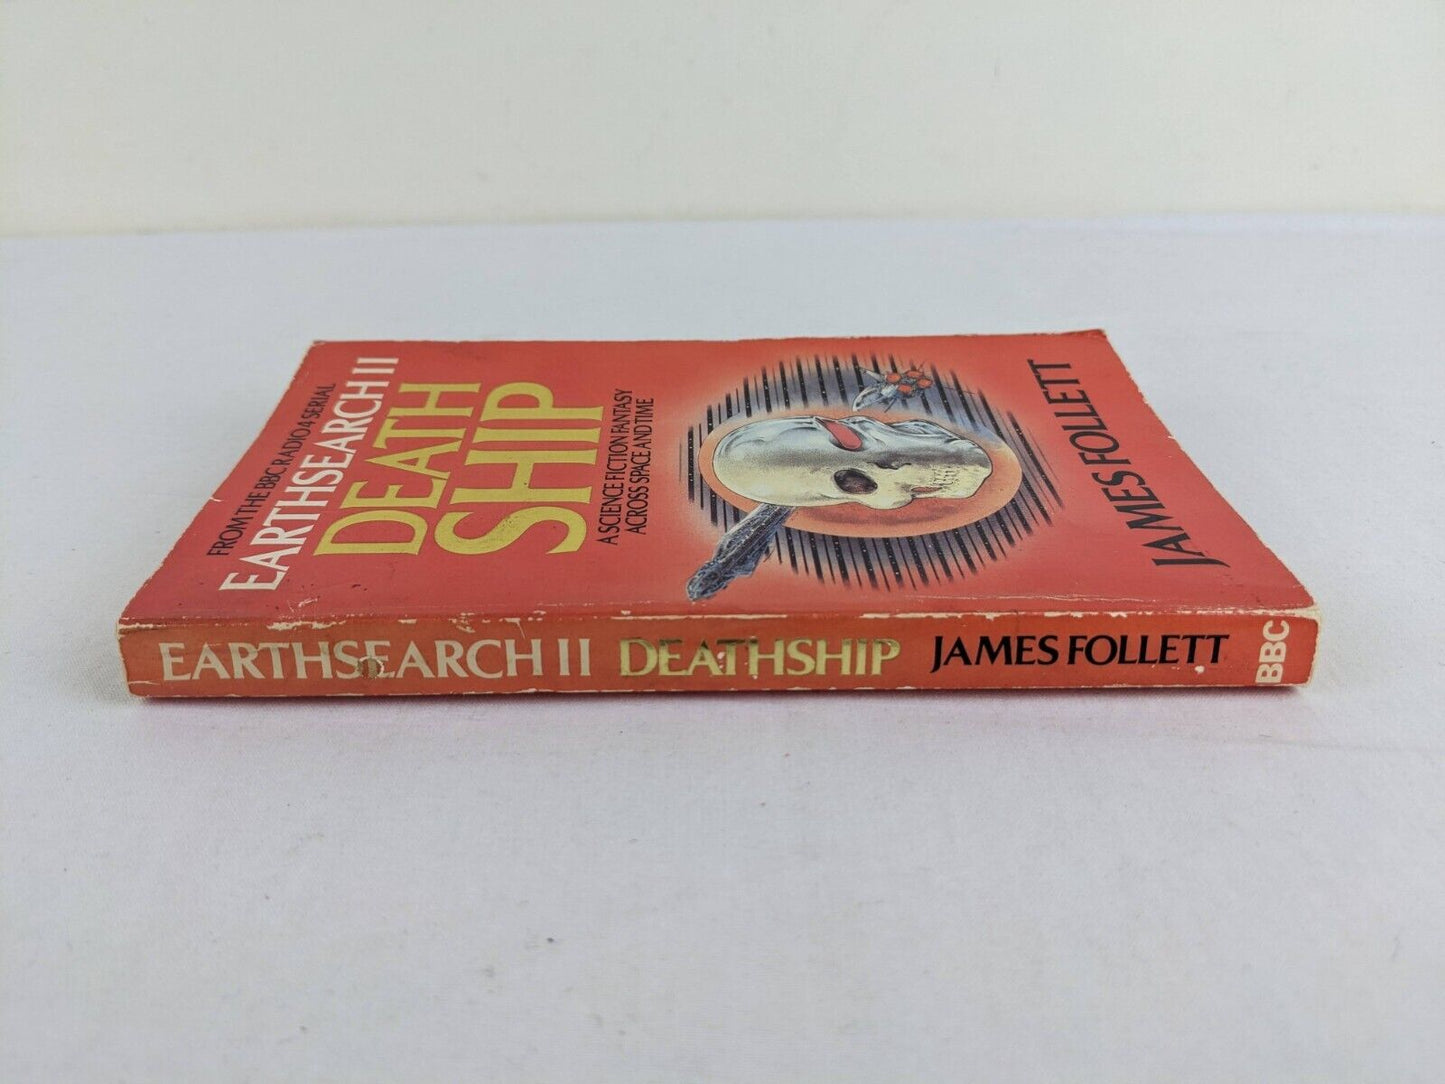 FROM THE BBC RADIO 4 SERIAL
EARTHSEARCH II
DEATH
SHIP
A SCIENCE FICTION FANTASY
ACROSS SPACE AND TIME
JAMES FOLLETT
EARTHSEARCH II DEATHSHIP JAMES FOLLETT BBC